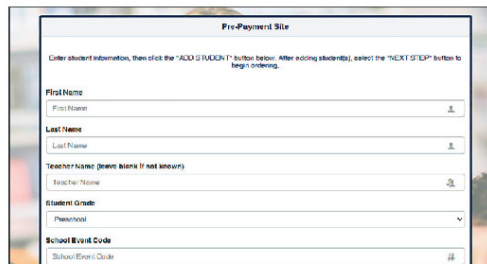 Pre-Payment Site
Enter student information, then click the "ADD STUDENT" button below. After adding student(s), select the "NEXT STEP" button to
begin ordering.
First Name
First Name
Last Name
Last Name
Teacher Name (leave blank if not known)
Teacher Name
Student Grade
Preschool
School Event Code
School Event Code